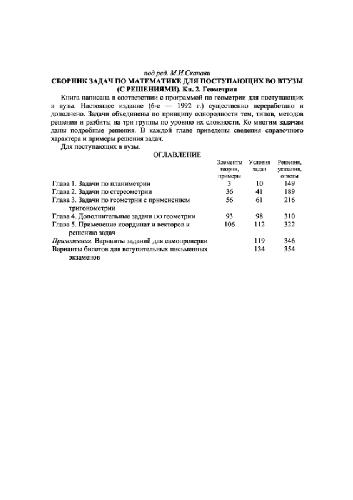 под ред. М.И.Сканави
СБОРНИК ЗАДАЧ ПО МАТЕМАТИКЕ ДЛЯ ПОСТУПАЮЩИХ ВО ВТУЗЫ
(С РЕШЕНИЯМИ). Кн. 2. Геометрия
Книга написана в соответствии с программой по геометрии для поступающих
в вузы. Настоящее издание (6-е — 1992 г.) существенно переработано и
дополнено. Задачи объединены по принципу однородности тем, типов, методов
решения и разбиты на три группы по уровню их сложности. Ко многим задачам
даны подробные решения. В каждой главе приведены сведения справочного
характера и примеры решения задач.
Для поступающих в вузы.
ОГЛАВЛЕНИЕ
Элементы Условия Решения,
теории, задач указания,
примеры ответы
Глава 1. Задачи по планиметрии 3 10 149
Глава 2. Задачи по стереометрии 36 41 189
Глава 3. Задачи по геометрии с применением 56 61 216
тригонометрии
Глава 4. Дополнительные задачи по геометрии 93 98 310
Глава 5. Применение координат и векторов к 106 112 322
решению задач
Приложения. Варианты заданий для самопроверки 119 346
Варианты билетов для вступительных письменных 134 354
экзаменов